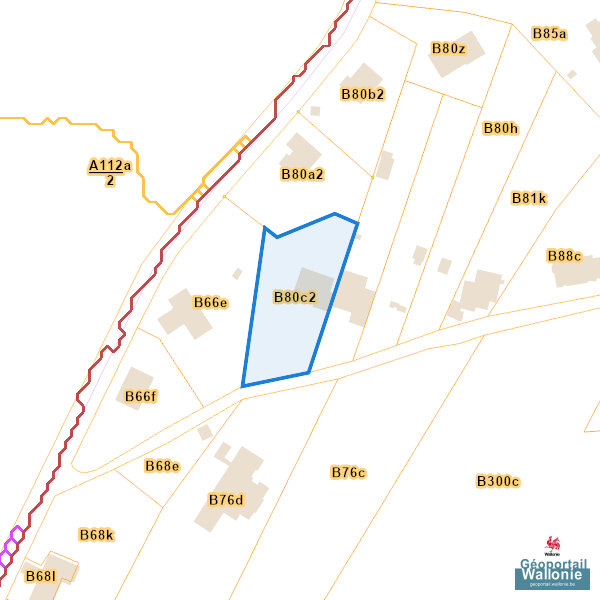 B85a
B80z
B80b2
B80h
A112a
2
B80a2
B81k
B88c
B80c2
B66e
B66f
B68e
B76c
B300c
B76d
B68k
B68l
Wallonie
Géoportail
Wallonie
geoportail.wallonie.be